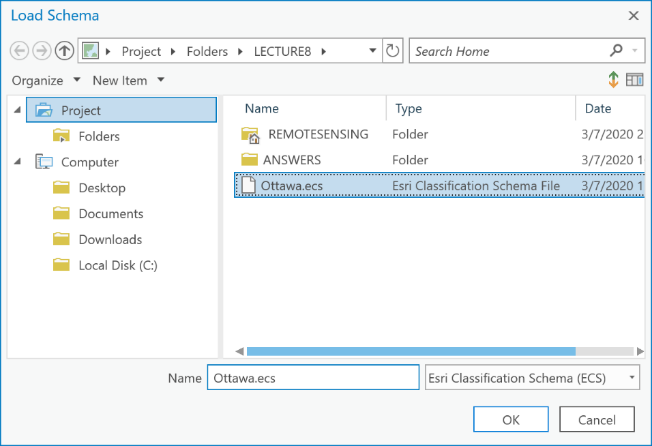 Load Schema
Project Folders LECTURE8 Search Home
Organize New Item
Project
Folders
Computer
Desktop
Documents
Downloads
Local Disk (C:)
Name Type Date
REMOTESENSING Folder 3/7/2020 2
ANSWERS Folder 3/7/2020 1
Ottawa.ecs Esri Classification Schema File 3/7/2020 1
Name Ottawa.ecs Esri Classification Schema (ECS)
OK Cancel